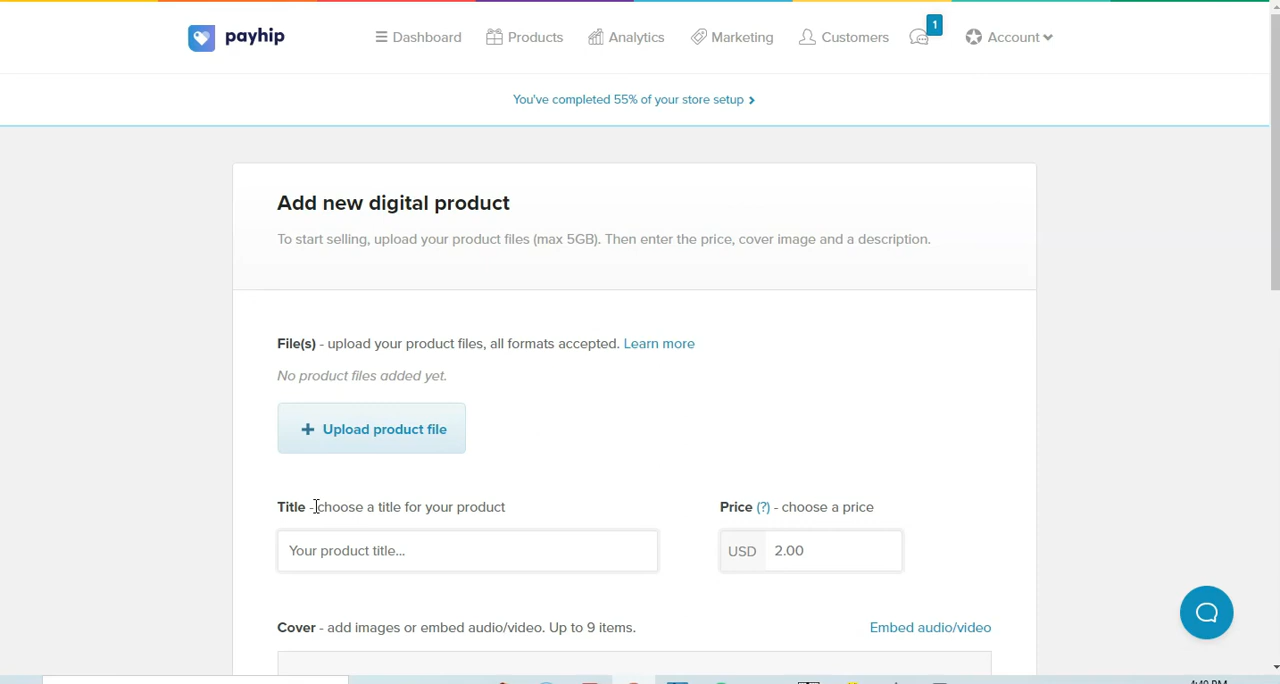 payhip
Dashboard
Products
Analytics
Marketing
Customers
1
Account
You've completed 55% of your store setup
Add new digital product
To start selling, upload your product files (max 5GB). Then enter the price, cover image and a description.
File(s) - upload your product files, all formats accepted. Learn more
No product files added yet.
+ Upload product file
Title - choose a title for your product
Price (?) - choose a price
Your product title...
USD 2.00
Cover - add images or embed audio/video. Up to 9 items.
Embed audio/video